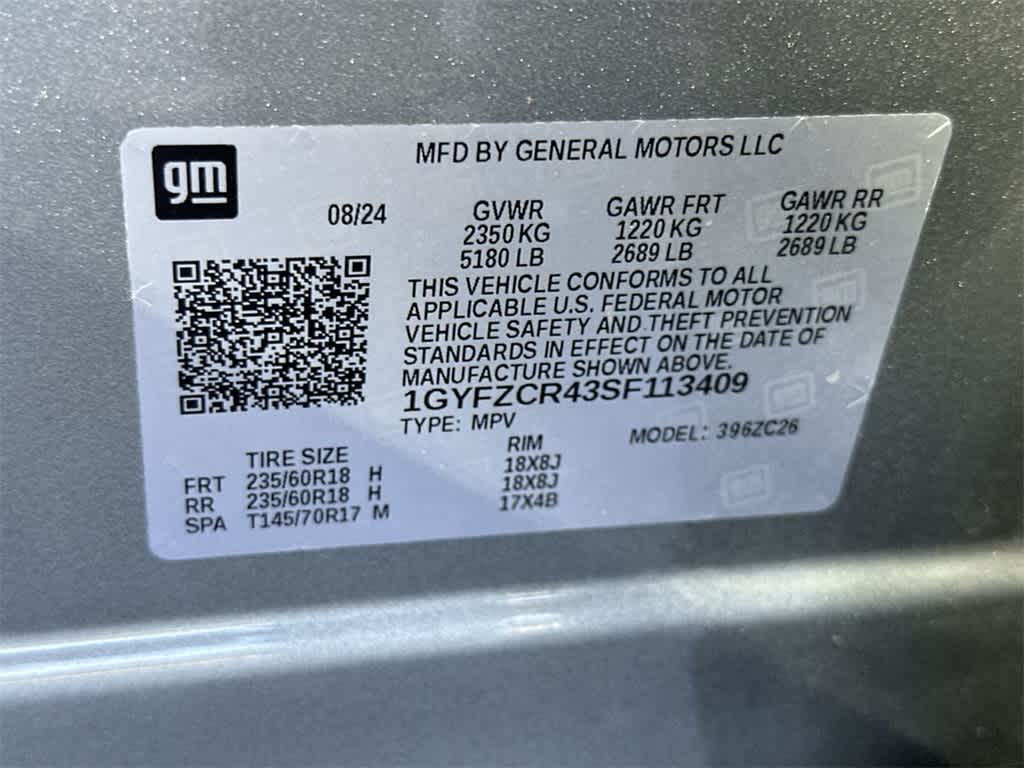 gm
MFD BY GENERAL MOTORS LLC
08/24
GVWR GAWR FRT GAWR RR
2350 KG 1220 KG 1220 KG
5180 LB 2689 LB 2689 LB
THIS VEHICLE CONFORMS TO ALL
APPLICABLE U.S. FEDERAL MOTOR
VEHICLE SAFETY AND THEFT PREVENTION
STANDARDS IN EFFECT ON THE DATE OF
MANUFACTURE SHOWN ABOVE.
1GYFZCR43SF113409
TYPE: MPV MODEL: 396ZC26
TIRE SIZE RIM
FRT 235/60R18 H 18X8J
RR 235/60R18 H 18X8J
SPA T145/70R17 M 17X4B